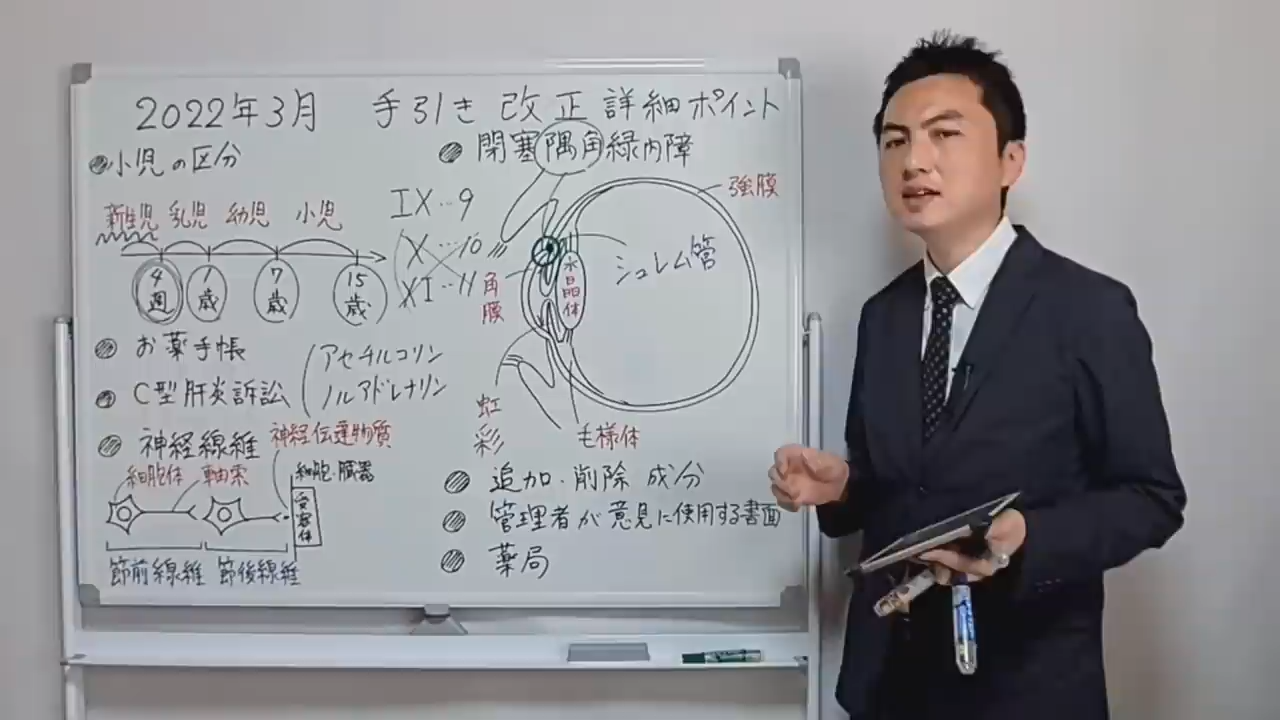 2022年3月 手引き 改正詳細ポイント
小児の区分
新生児 乳児 幼児 小児
4週 1歳 7歳 15歳
IX…9
X…10
XI…11
お薬手帳
C型肝炎訴訟
アセチルコリン
ノルアドレナリン
神経線維
神経伝達物質
細胞体 軸索
細胞・臓器
受容体
節前線維 節後線維
閉塞隅角緑内障
強膜
シュレム管
水晶体
角膜
虹彩
毛様体
追加・削除 成分
管理者が意見に使用する書面
薬局